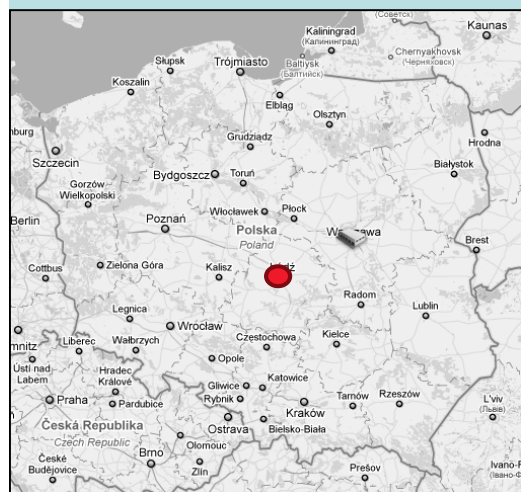 (Советск)
Kaliningrad
(Калининград)
Kaunas
Chernyakhovsk
(Черняховск)
Baltiysk
(Балтийск)
Słupsk
Trójmiasto
Koszalin
Elbląg
Olsztyn
Hrodna
Grudziądz
Szczecin
Białystok
Bydgoszcz
Toruń
Gorzów
Wielkopolski
Włocławek
Płock
Berlin
Poznań
Polska
Poland
Brest
Cottbus
Zielona Góra
Kalisz
Radom
Lublin
Legnica
Wrocław
Kielce
Liberec
Wałbrzych
Częstochowa
Ústí nad
Labem
Hradec
Králové
Opole
Gliwice
Katowice
Rybnik
Tarnów
Rzeszów
L'viv
(Львів)
Praha
Pardubice
Kraków
Česká Republika
Czech Republic
Ostrava
Bielsko-Biała
Olomouc
České
Budějovice
Brno
Zlín
Prešov